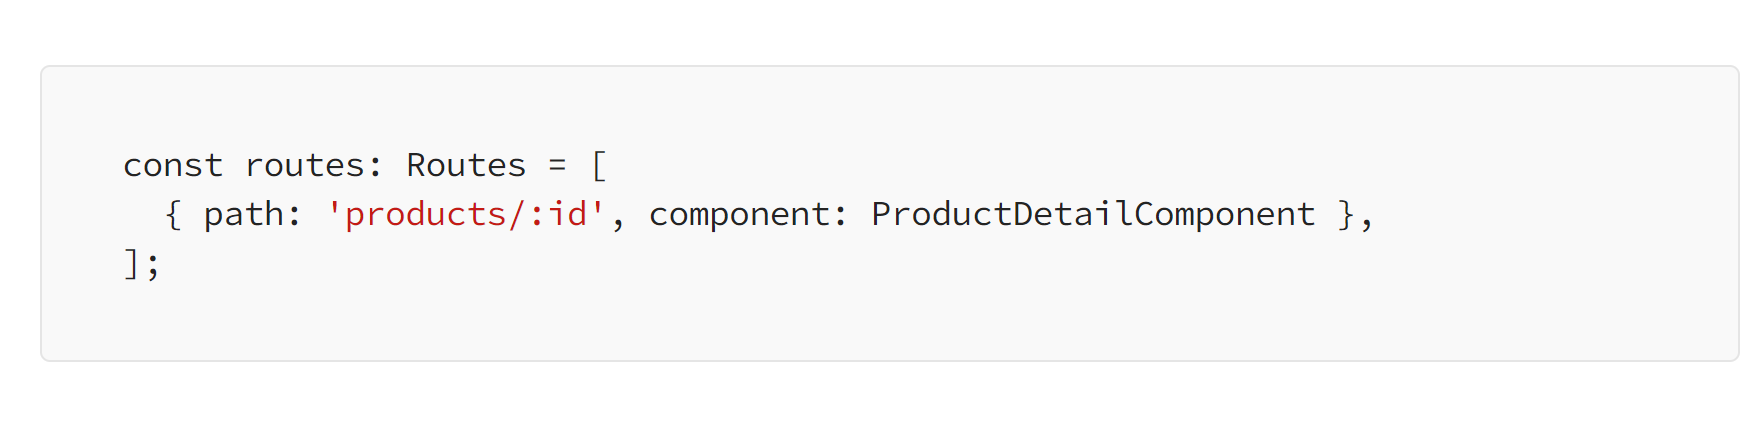 const routes: Routes = [
  { path: 'products/:id', component: ProductDetailComponent },
];